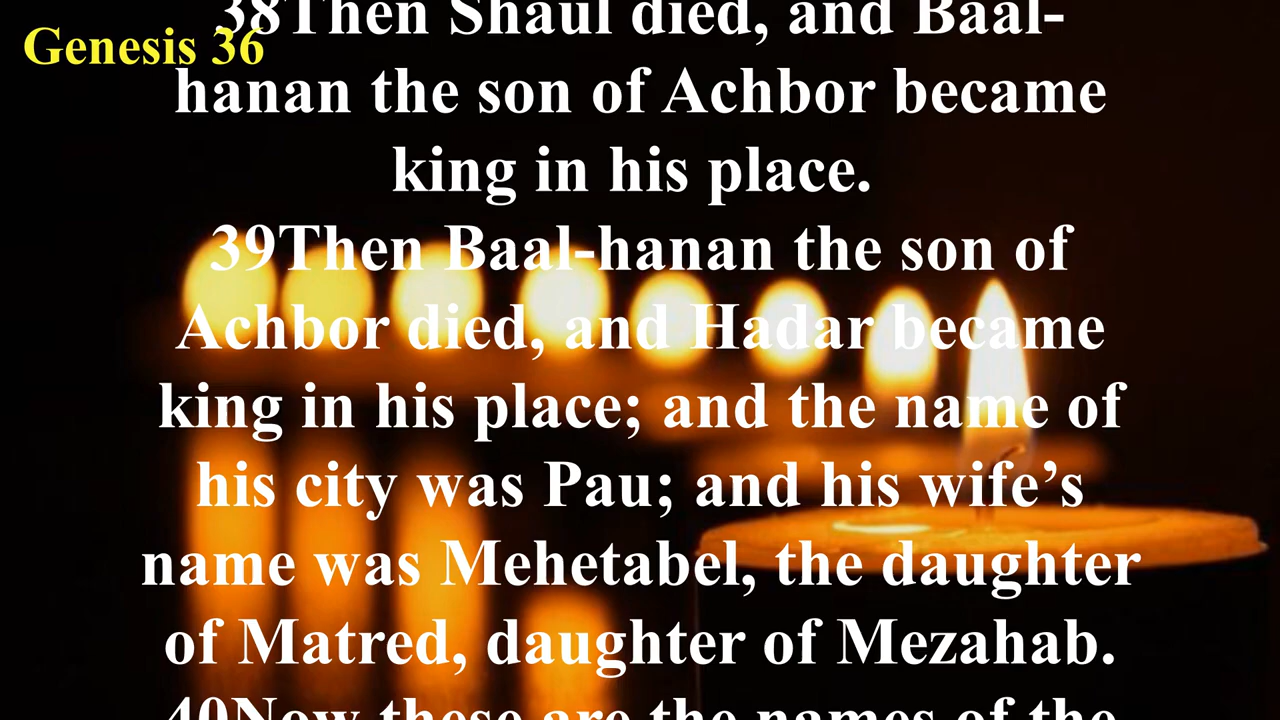 Genesis 36
38Then Shaul died, and Baal-
hanan the son of Achbor became
king in his place.
39Then Baal-hanan the son of
Achbor died, and Hadar became
king in his place; and the name of
his city was Pau; and his wife’s
name was Mehetabel, the daughter
of Matred, daughter of Mezahab.
40Now these are the names of the